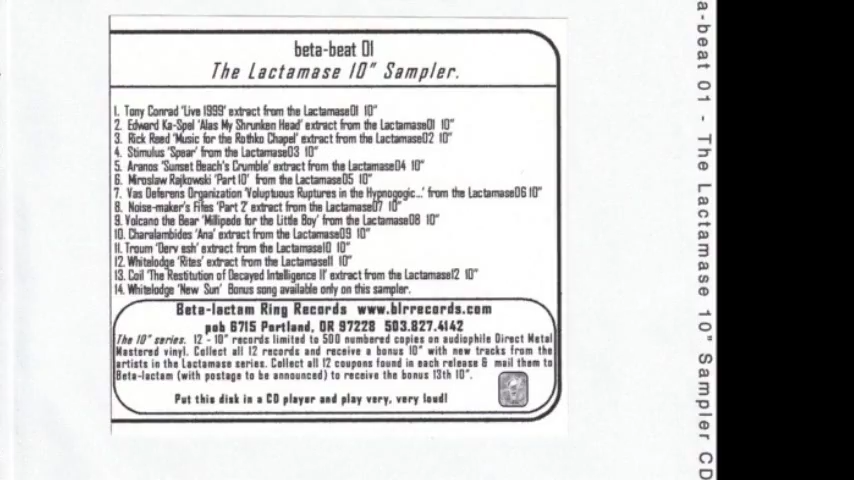 beta-beat 01
The Lactamase 10" Sampler.
1. Tony Conrad 'Live 1999' extract from the Lactamase01 10"
2. Edward Ka-Spel 'Alas My Shrunken Head' extract from the Lactamase01 10"
3. Rick Reed 'Music for the Rothko Chapel' extract from the Lactamase02 10"
4. Stimulus 'Spear' from the Lactamase03 10"
5. Aranos 'Sunset Beach's Crumble' extract from the Lactamase04 10"
6. Miroslaw Rajkowski 'Part 10' from the Lactamase05 10"
7. Vas Deferens Organization 'Voluptuous Ruptures in the Hypnogogic...' from the Lactamase06 10"
8. Noise-maker's Fifes 'Part 2' extract from the Lactamase07 10"
9. Volcano the Bear 'Millipede for the Little Boy' from the Lactamase08 10"
10. Charalambides 'Ana' extract from the Lactamase09 10"
11. Troum 'Derv esh' extract from the Lactamase10 10"
12. Whitelodge 'Rites' extract from the Lactamase11 10"
13. Coil 'The Restitution of Decayed Intelligence II' extract from the Lactamase12 10"
14. Whitelodge 'New Sun' Bonus song available only on this sampler.
Beta-lactam Ring Records www.blrrecords.com
pob 6715 Portland, OR 97228 503.827.4142
The 10" series. 12 - 10" records limited to 500 numbered copies on audiophile Direct Metal
Mastered vinyl. Collect all 12 records and receive a bonus 10" with new tracks from the
artists in the Lactamase series. Collect all 12 coupons found in each release & mail them to
Beta-lactam (with postage to be announced) to receive the bonus 13th 10".
Put this disk in a CD player and play very, very loud!
a-beat 01 - The Lactamase 10" Sampler CD